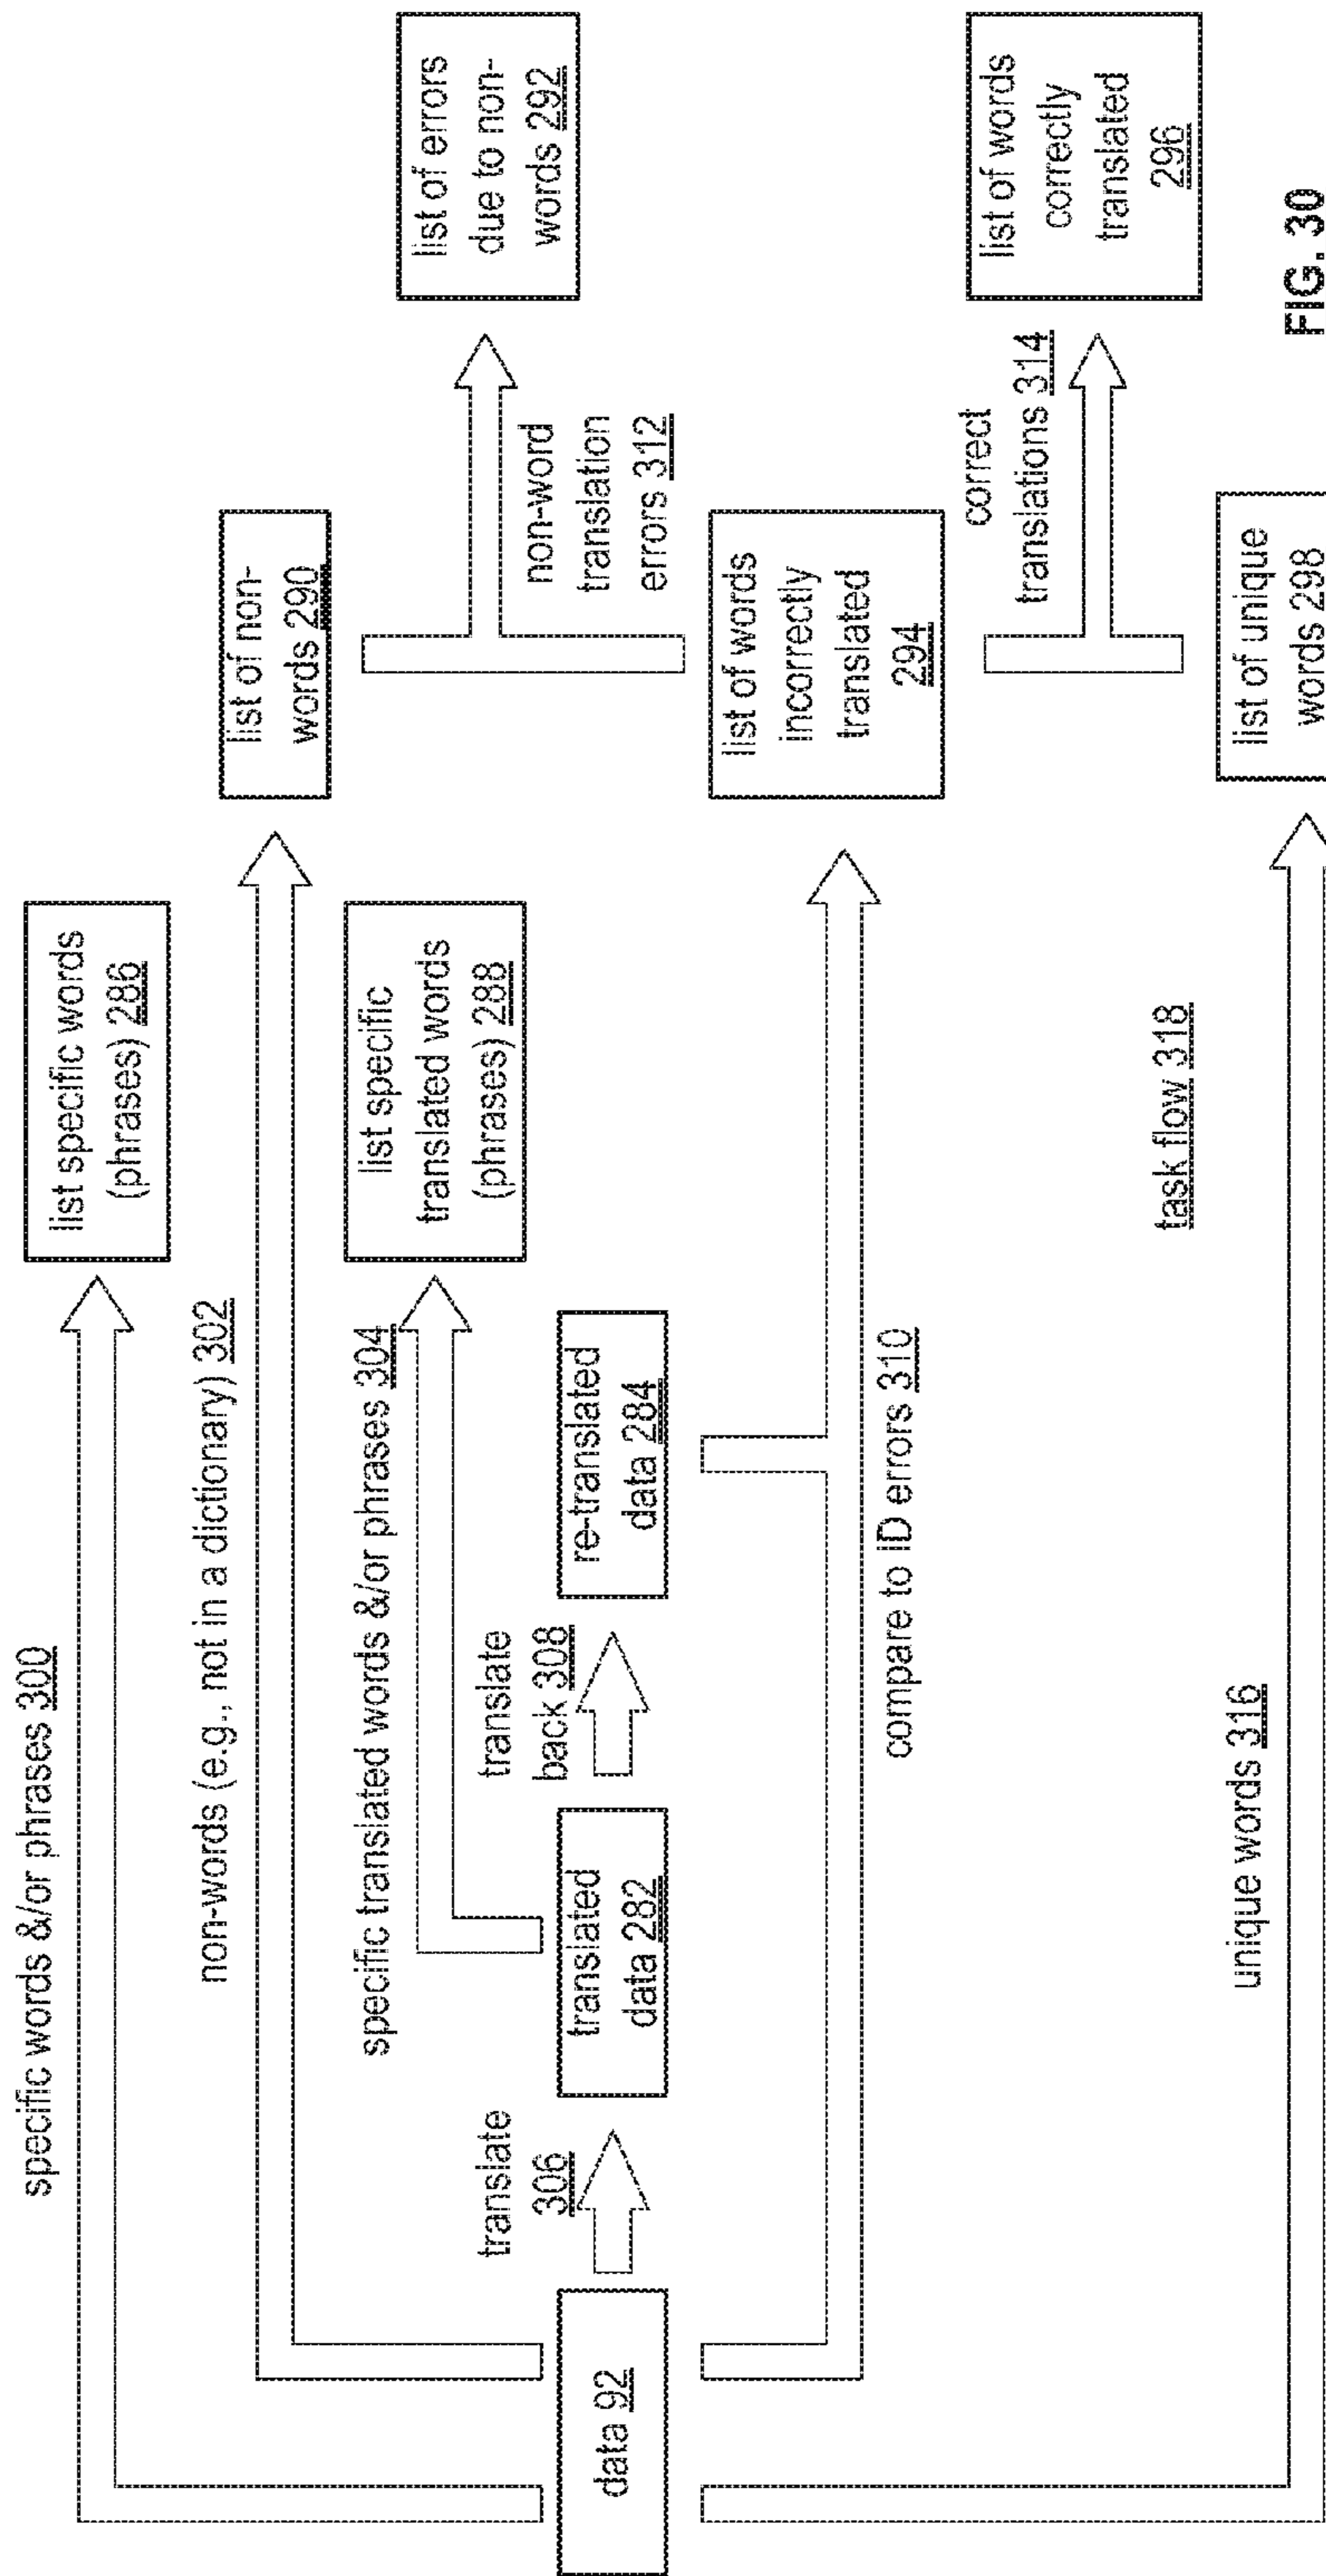 specific words &/or phrases 300
list specific words
(phrases) 286
non-words (e.g., not in a dictionary) 302
list of non-
words 290
specific translated words &/or phrases 304
list specific
translated words
(phrases) 288
list of errors
due to non-
words 292
non-word
translation
errors 312
data 92
translate
306
translated
data 282
translate
back 308
re-translated
data 284
compare to ID errors 310
list of words
incorrectly
translated
294
correct
translations 314
list of words
correctly
translated
296
task flow 318
unique words 316
list of unique
words 298
FIG. 30